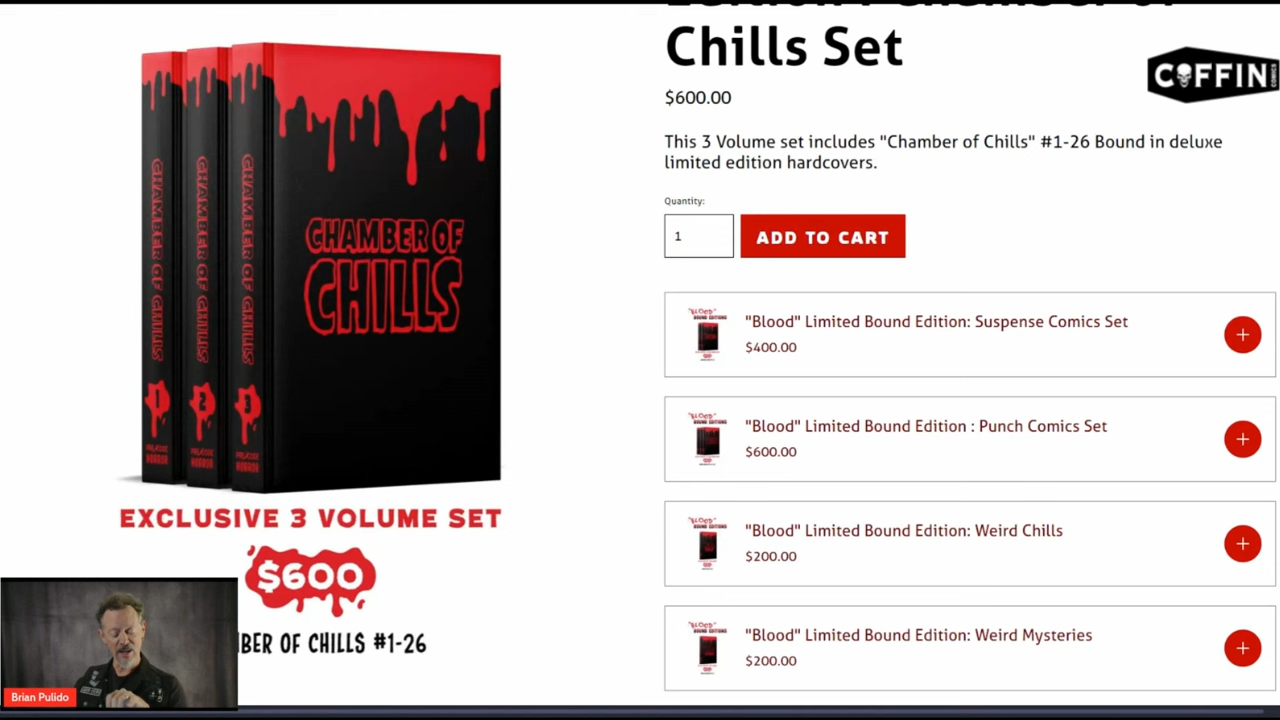 Chills Set
$600.00
This 3 Volume set includes "Chamber of Chills" #1-26 Bound in deluxe
limited edition hardcovers.
Quantity:
1
ADD TO CART
"Blood" Limited Bound Edition: Suspense Comics Set
$400.00
"Blood" Limited Bound Edition : Punch Comics Set
$600.00
"Blood" Limited Bound Edition: Weird Chills
$200.00
"Blood" Limited Bound Edition: Weird Mysteries
$200.00
COFFIN
COMICS
CHAMBER OF CHILLS
1
CHAMBER OF CHILLS
2
CHAMBER OF CHILLS
3
CHAMBER OF
CHILLS
EXCLUSIVE 3 VOLUME SET
$600
BER OF CHILLS #1-26
Brian Pulido